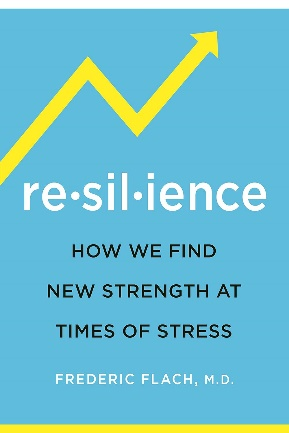 re•sil•ience
HOW WE FIND
NEW STRENGTH AT
TIMES OF STRESS
FREDERIC FLACH, M.D.